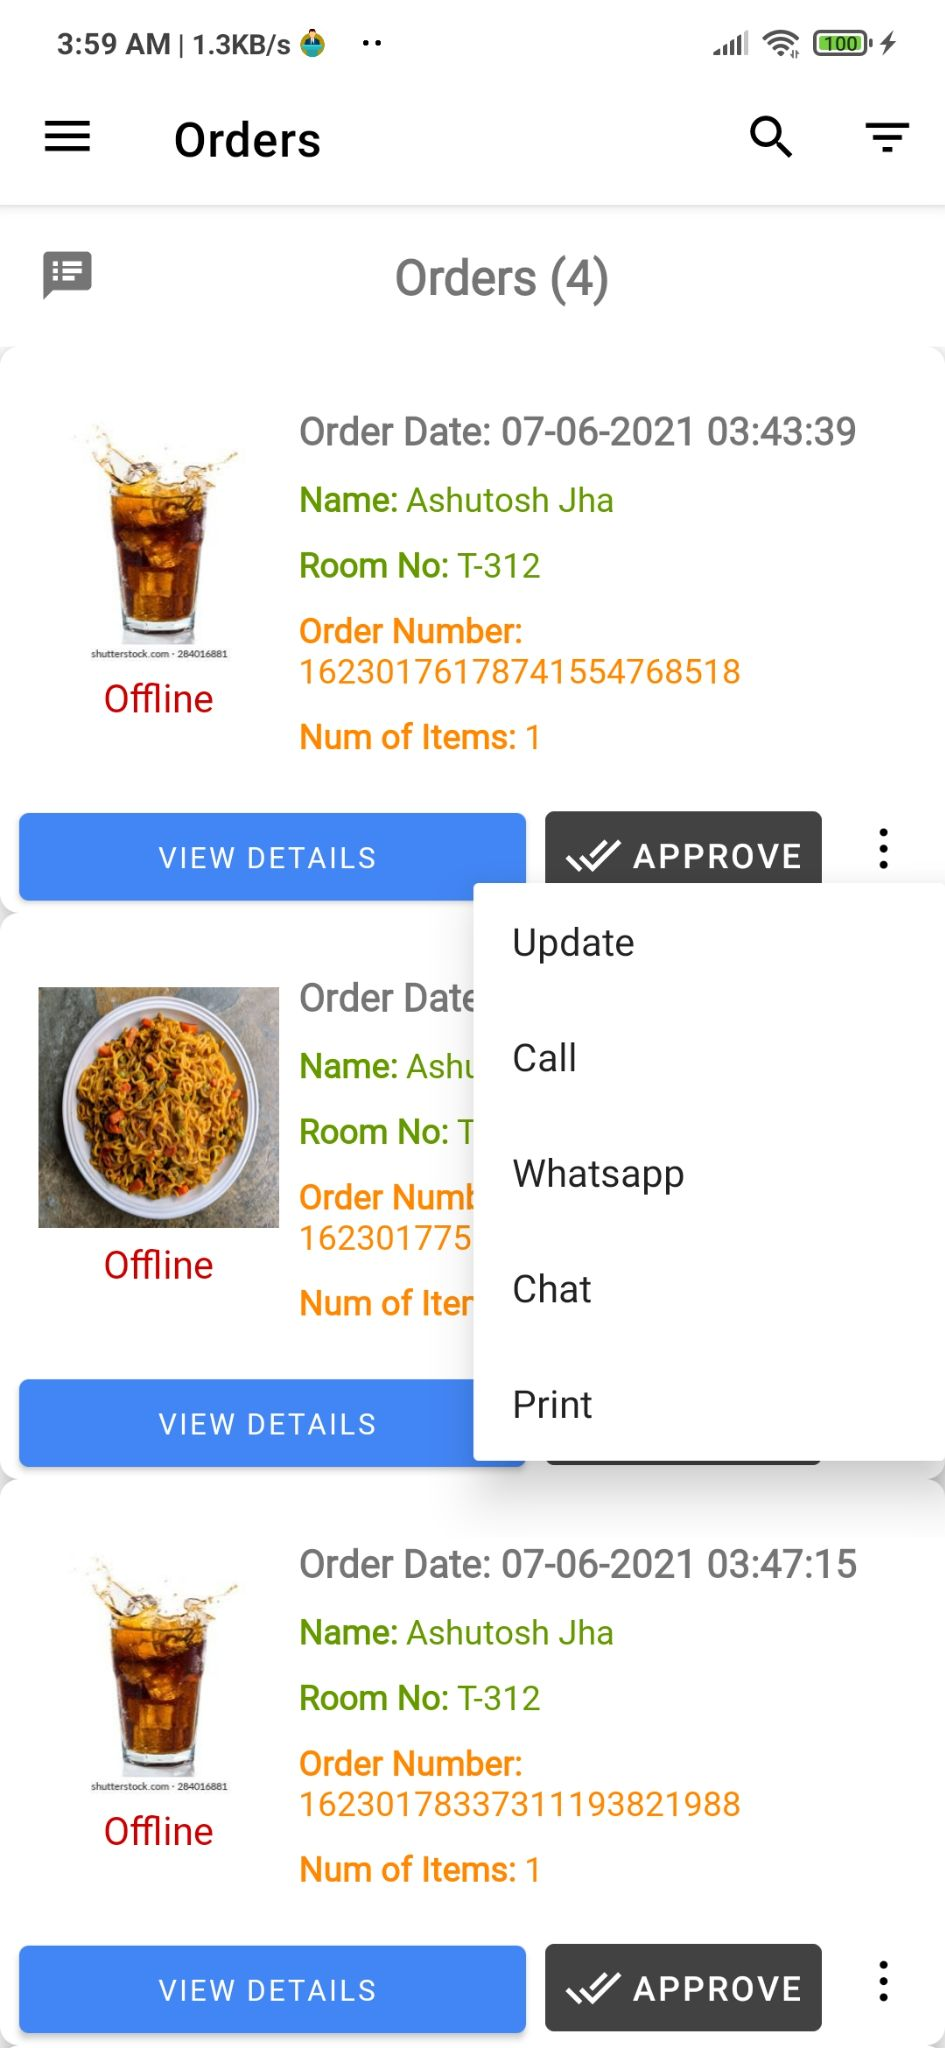 3:59 AM | 1.3KB/s
100
Orders
Orders (4)
Order Date: 07-06-2021 03:43:39
Name: Ashutosh Jha
Room No: T-312
Order Number:
16230176178741554768518
Num of Items: 1
shutterstock.com · 284016881
Offline
VIEW DETAILS
APPROVE
Update
Call
Whatsapp
Chat
Print
Order Date
Name: Ashu
Room No: T
Order Numb
162301775
Num of Iter
Offline
VIEW DETAILS
Order Date: 07-06-2021 03:47:15
Name: Ashutosh Jha
Room No: T-312
Order Number:
16230178337311193821988
Num of Items: 1
shutterstock.com · 284016881
Offline
VIEW DETAILS
APPROVE